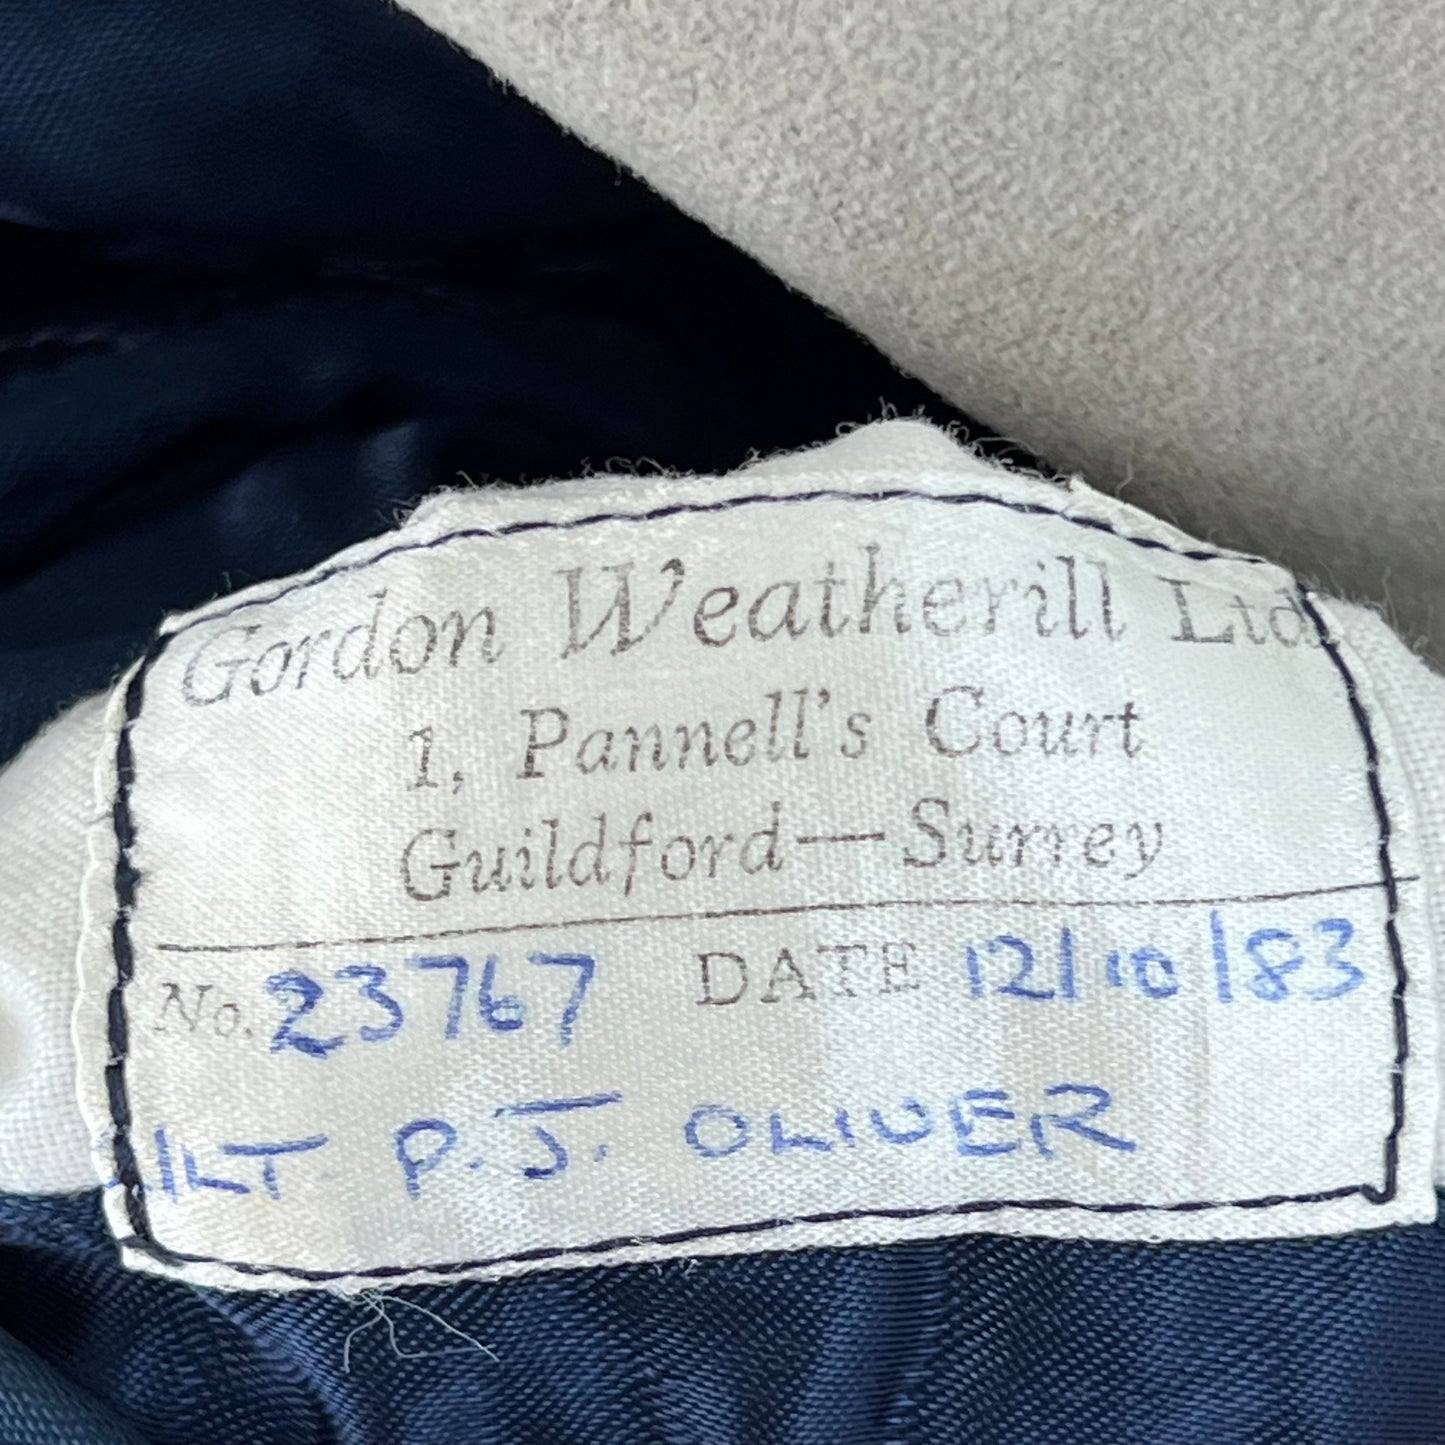 Gordon Weatherill Ltd.
1, Pannell's Court
Guildford—Surrey
No. 23767 DATE 12/10/83
/LT P.J. OLIVER